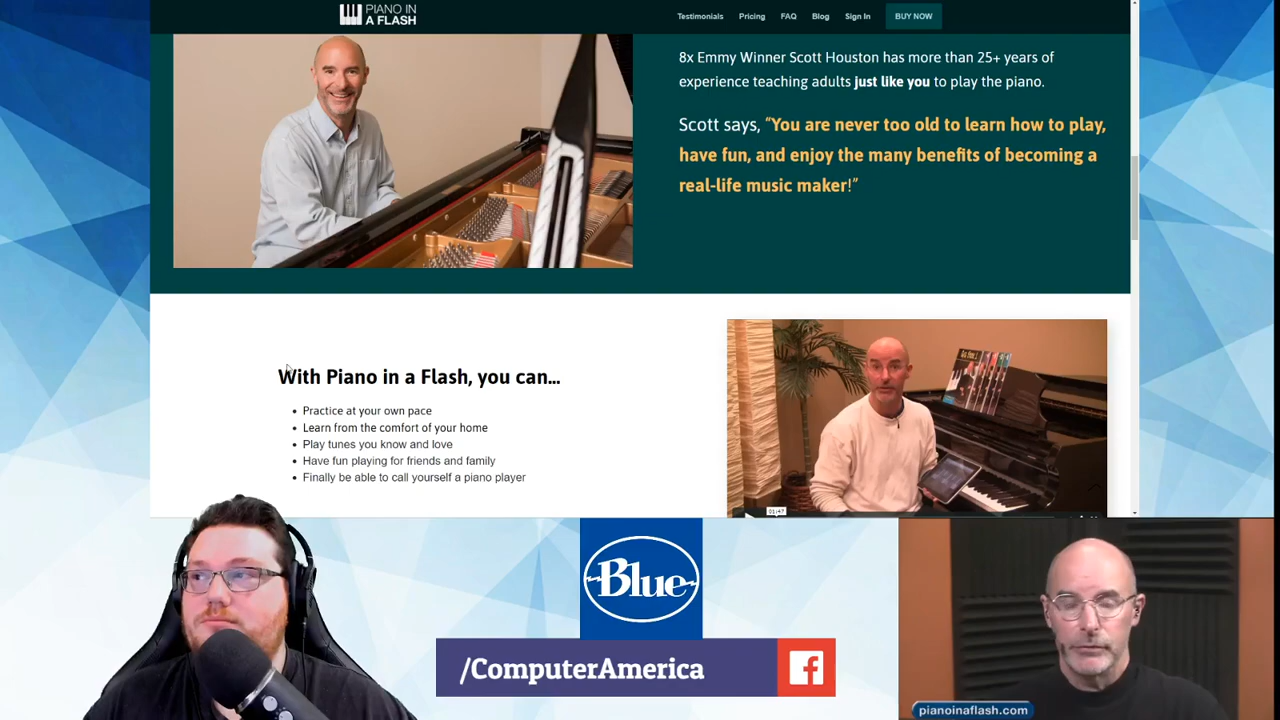 PIANO IN
A FLASH
Testimonials Pricing FAQ Blog Sign In BUY NOW
8x Emmy Winner Scott Houston has more than 25+ years of
experience teaching adults just like you to play the piano.
Scott says, “You are never too old to learn how to play,
have fun, and enjoy the many benefits of becoming a
real-life music maker!”
With Piano in a Flash, you can...
• Practice at your own pace
• Learn from the comfort of your home
• Play tunes you know and love
• Have fun playing for friends and family
• Finally be able to call yourself a piano player
01:47
Blue
/ComputerAmerica
pianoinaflash.com